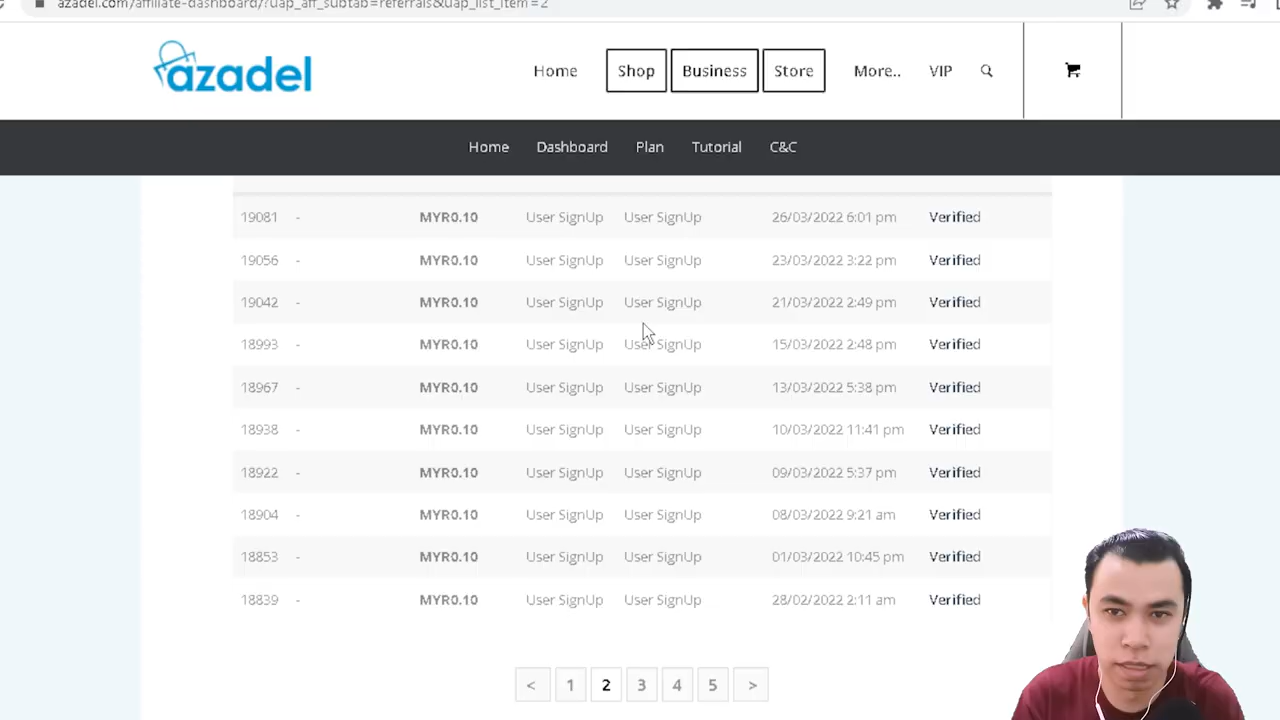 azadel.com/affiliate-dashboard/?uap_aff_subtab=referrals&uap_list_item=2
azadel
Home Shop Business Store More.. VIP
Home Dashboard Plan Tutorial C&C
19081 - MYR0.10 User SignUp User SignUp 26/03/2022 6:01 pm Verified
19056 - MYR0.10 User SignUp User SignUp 23/03/2022 3:22 pm Verified
19042 - MYR0.10 User SignUp User SignUp 21/03/2022 2:49 pm Verified
18993 - MYR0.10 User SignUp User SignUp 15/03/2022 2:48 pm Verified
18967 - MYR0.10 User SignUp User SignUp 13/03/2022 5:38 pm Verified
18938 - MYR0.10 User SignUp User SignUp 10/03/2022 11:41 pm Verified
18922 - MYR0.10 User SignUp User SignUp 09/03/2022 5:37 pm Verified
18904 - MYR0.10 User SignUp User SignUp 08/03/2022 9:21 am Verified
18853 - MYR0.10 User SignUp User SignUp 01/03/2022 10:45 pm Verified
18839 - MYR0.10 User SignUp User SignUp 28/02/2022 2:11 am Verified
< 1 2 3 4 5 >